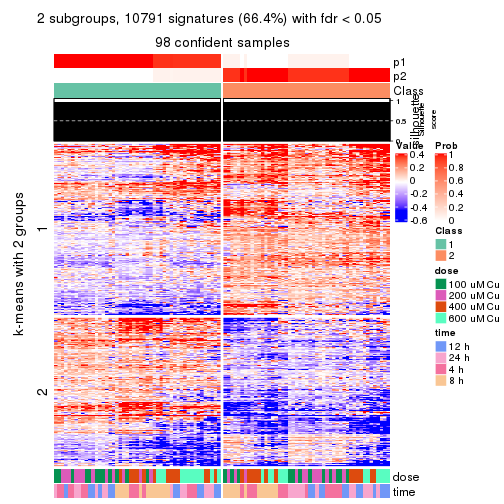 2 subgroups, 10791 signatures (66.4%) with fdr < 0.05
98 confident samples
p1
p2
Class
1
0.5
0
Silhouette
score
k-means with 2 groups
1
2
Value
0.4
0.2
0
-0.2
-0.4
-0.6
Prob
1
0.8
0.6
0.4
0.2
0
Class
1
2
dose
100 uM Cu
200 uM Cu
400 uM Cu
600 uM Cu
time
12 h
24 h
4 h
8 h
dose
time